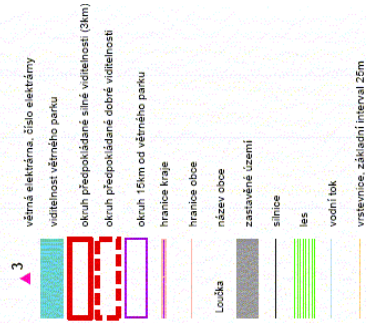 3
větrná elektrárna, číslo elektrárny
viditelnost větrného parku
okruh předpokládané silné viditelnosti (3km)
okruh předpokládané dobré viditelnosti
okruh 15km od větrného parku
hranice kraje
hranice obce
Loučka
název obce
zastavěné území
silnice
les
vodní tok
vrstevnice, základní interval 25m